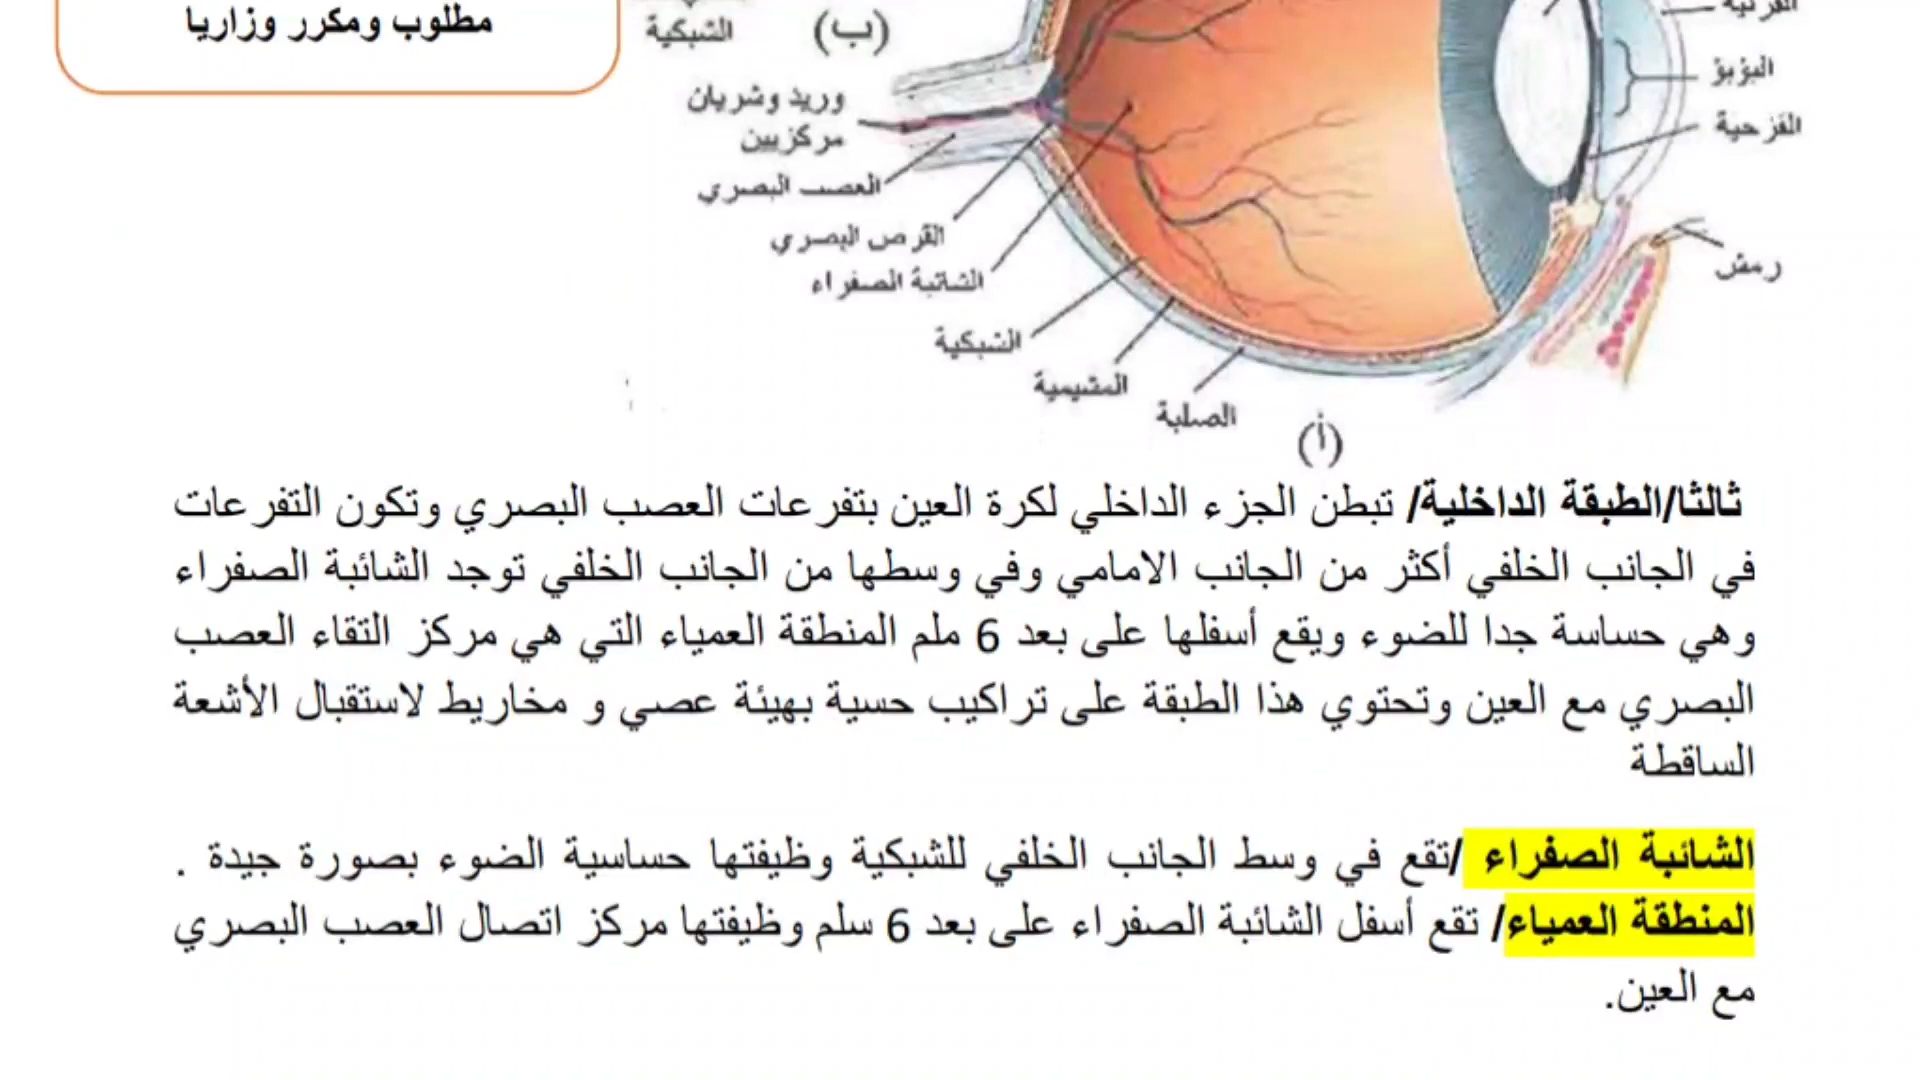 مطلوب ومكرر وزاريا
الشبكية
(ب)
وريد وشريان
مركزيين
العصب البصري
القرص البصري
الشائبة الصفراء
الشبكية
المشيمية
الصلبة
(أ)
القرنية
البؤبؤ
القزحية
رمش
ثالثا/الطبقة الداخلية/ تبطن الجزء الداخلي لكرة العين بتفرعات العصب البصري وتكون التفرعات
في الجانب الخلفي أكثر من الجانب الامامي وفي وسطها من الجانب الخلفي توجد الشائبة الصفراء
وهي حساسة جدا للضوء ويقع أسفلها على بعد 6 ملم المنطقة العمياء التي هي مركز التقاء العصب
البصري مع العين وتحتوي هذا الطبقة على تراكيب حسية بهيئة عصي و مخاريط لاستقبال الأشعة
الساقطة
الشائبة الصفراء /تقع في وسط الجانب الخلفي للشبكية وظيفتها حساسية الضوء بصورة جيدة .
المنطقة العمياء/ تقع أسفل الشائبة الصفراء على بعد 6 سلم وظيفتها مركز اتصال العصب البصري
مع العين.